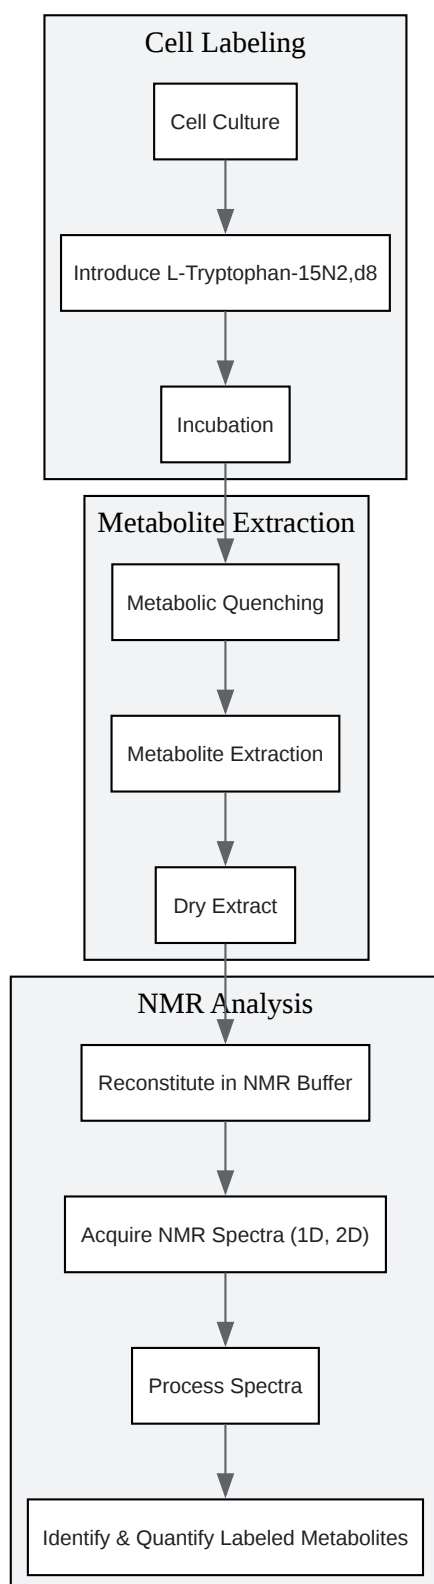 Cell Labeling
Cell Culture
Introduce L-Tryptophan-15N2,d8
Incubation
Metabolite Extraction
Metabolic Quenching
Metabolite Extraction
Dry Extract
NMR Analysis
Reconstitute in NMR Buffer
Acquire NMR Spectra (1D, 2D)
Process Spectra
Identify & Quantify Labeled Metabolites